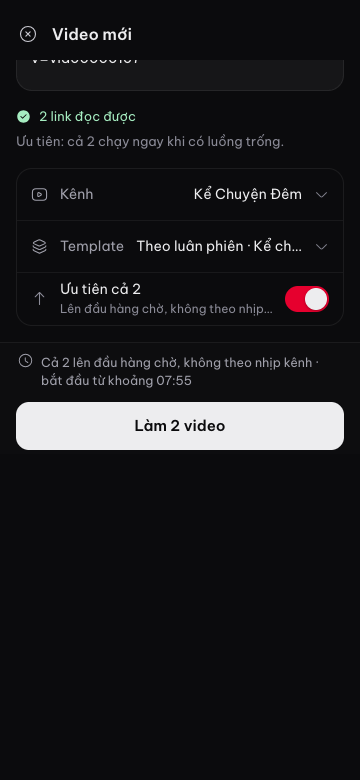 Video mới
2 link đọc được
Ưu tiên: cả 2 chạy ngay khi có luồng trống.
Kênh Kể Chuyện Đêm
Template Theo luân phiên · Kể ch...
Ưu tiên cả 2
Lên đầu hàng chờ, không theo nhịp...
Cả 2 lên đầu hàng chờ, không theo nhịp kênh ·
bắt đầu từ khoảng 07:55
Làm 2 video